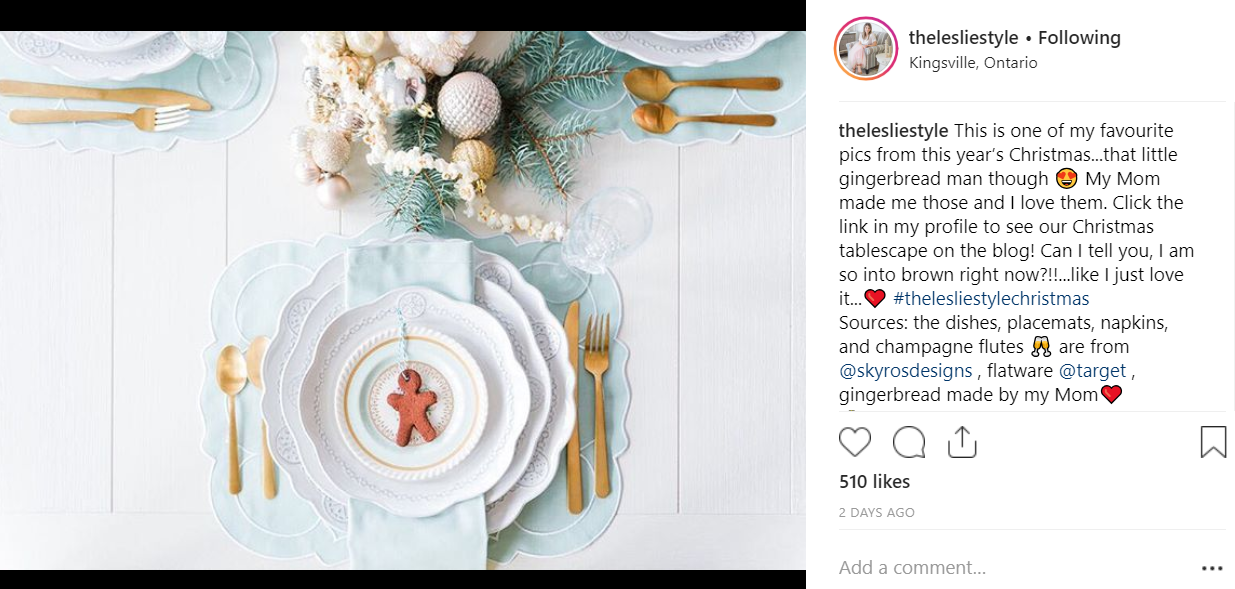 thelesliestyle • Following
Kingsville, Ontario
thelesliestyle This is one of my favourite
pics from this year's Christmas...that little
gingerbread man though 😍 My Mom
made me those and I love them. Click the
link in my profile to see our Christmas
tablescape on the blog! Can I tell you, I am
so into brown right now?!!...like I just love
it...❤️ #thelesliestylechristmas
Sources: the dishes, placemats, napkins,
and champagne flutes 🥂 are from
@skyrosdesigns , flatware @target ,
gingerbread made by my Mom❤️
510 likes
2 DAYS AGO
Add a comment...